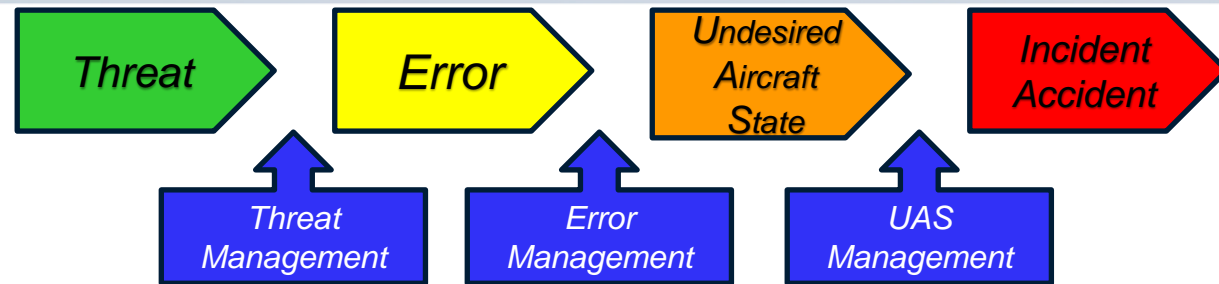 Threat
Error
Undesired
Aircraft
State
Incident
Accident
Threat
Management
Error
Management
UAS
Management